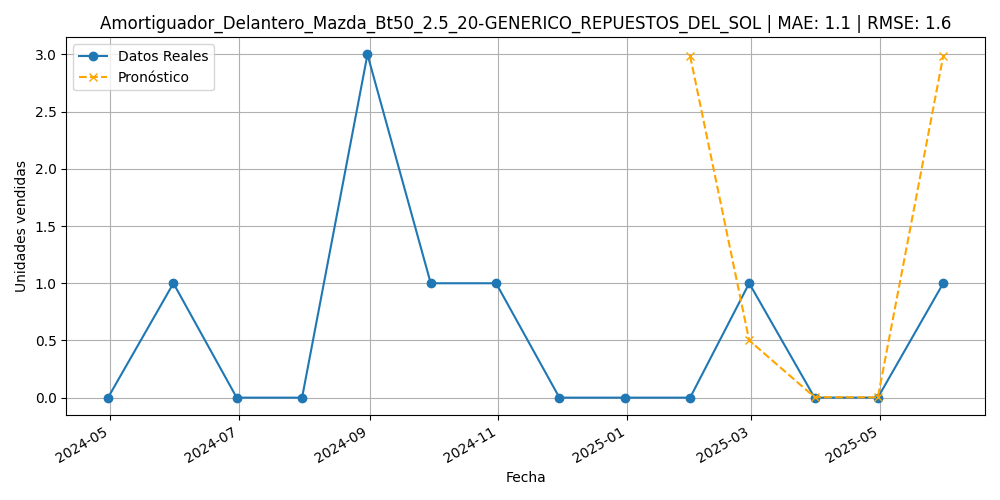 Amortiguador_Delantero_Mazda_Bt50_2.5_20-GENERICO_REPUESTOS_DEL_SOL | MAE: 1.1 | RMSE: 1.6
Datos Reales
Pronóstico
Unidades vendidas
3.0
2.5
2.0
1.5
1.0
0.5
0.0
2024-05
2024-07
2024-09
2024-11
2025-01
2025-03
2025-05
Fecha